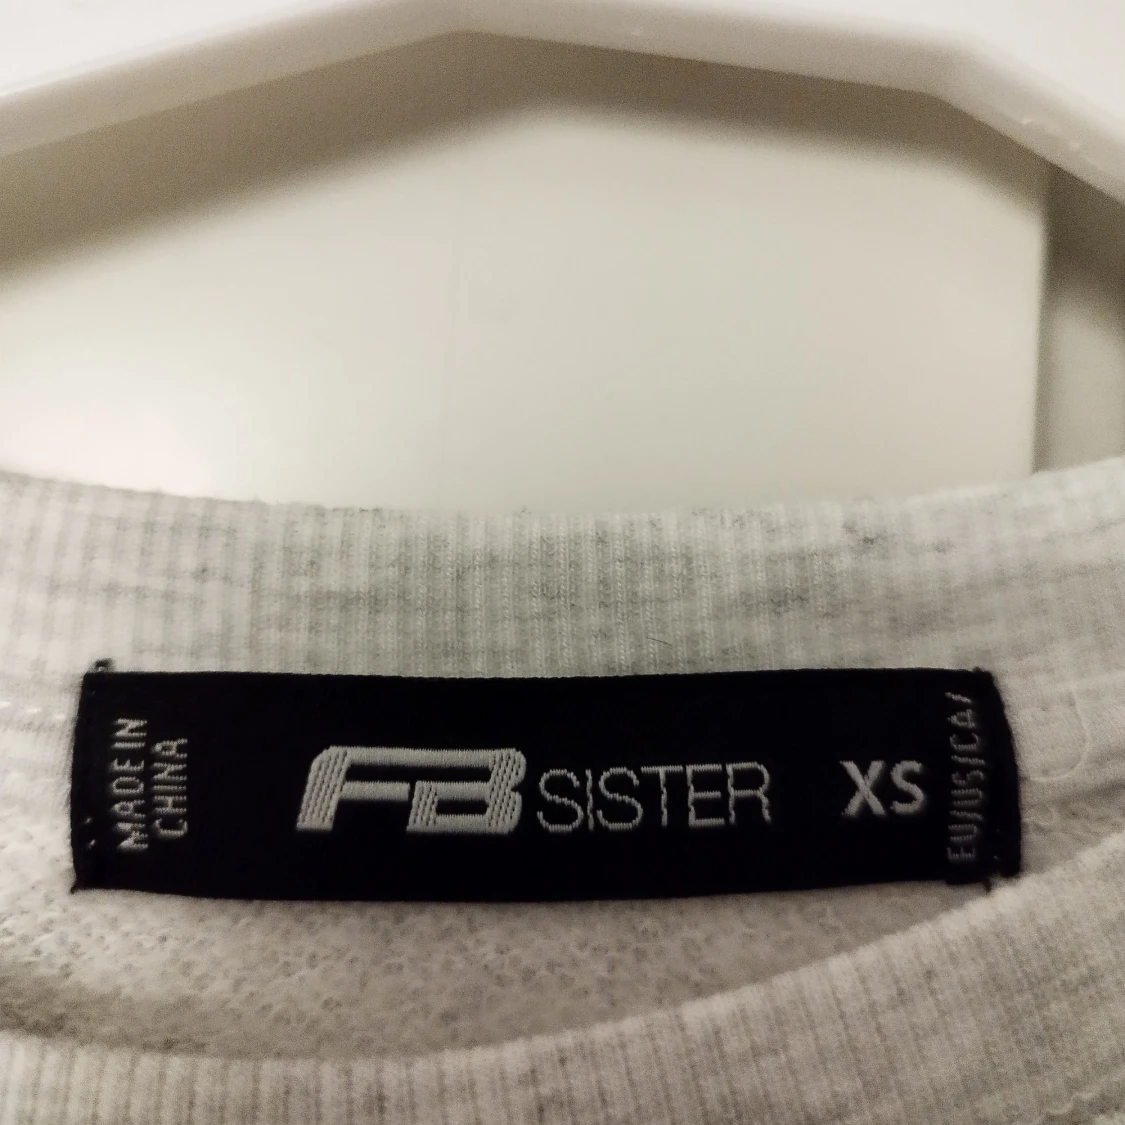 MADE IN
CHINA
FB SISTER
XS
EU/US/CA/